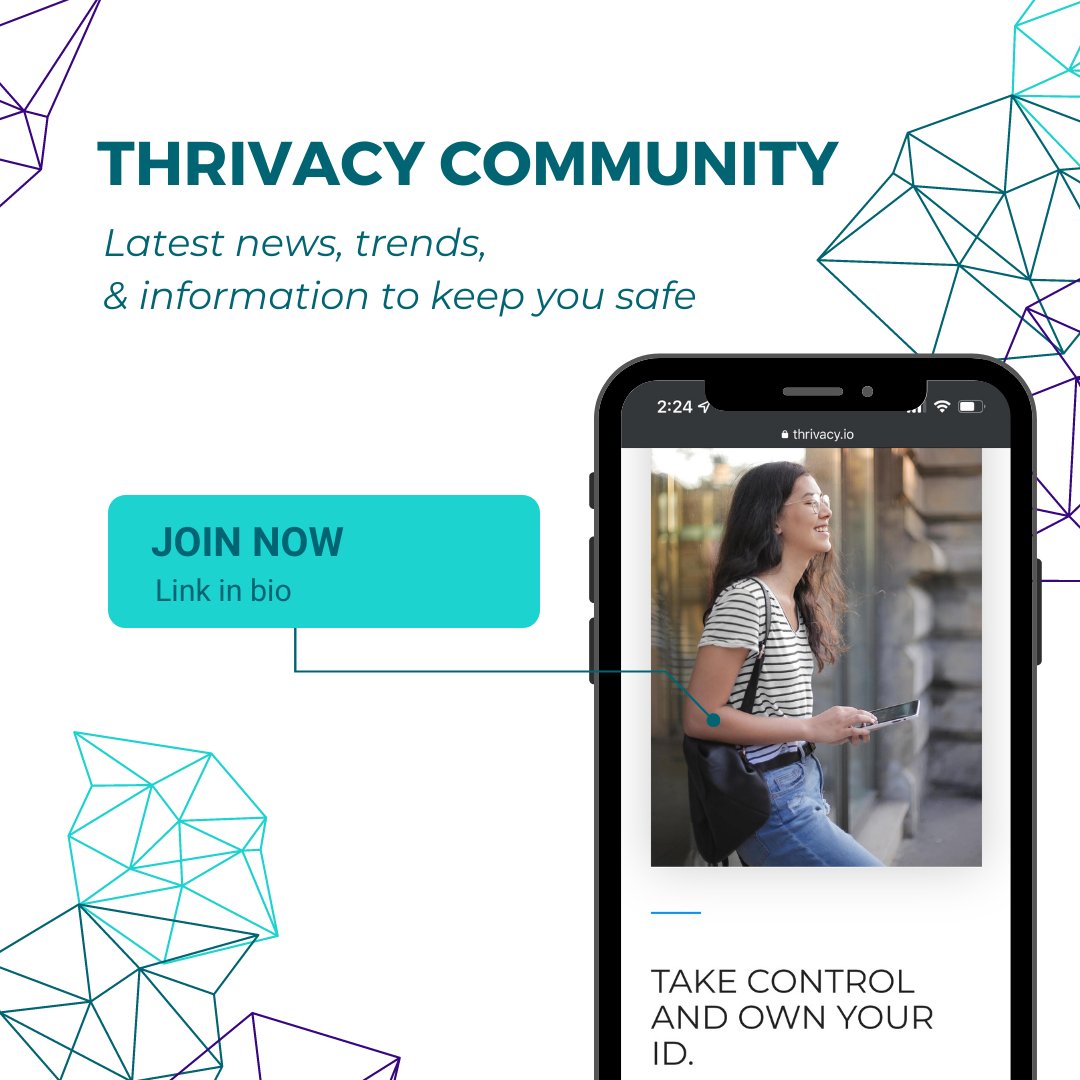 THRIVACY COMMUNITY
Latest news, trends,
& information to keep you safe
2:24
thrivacy.io
JOIN NOW
Link in bio
TAKE CONTROL
AND OWN YOUR
ID.